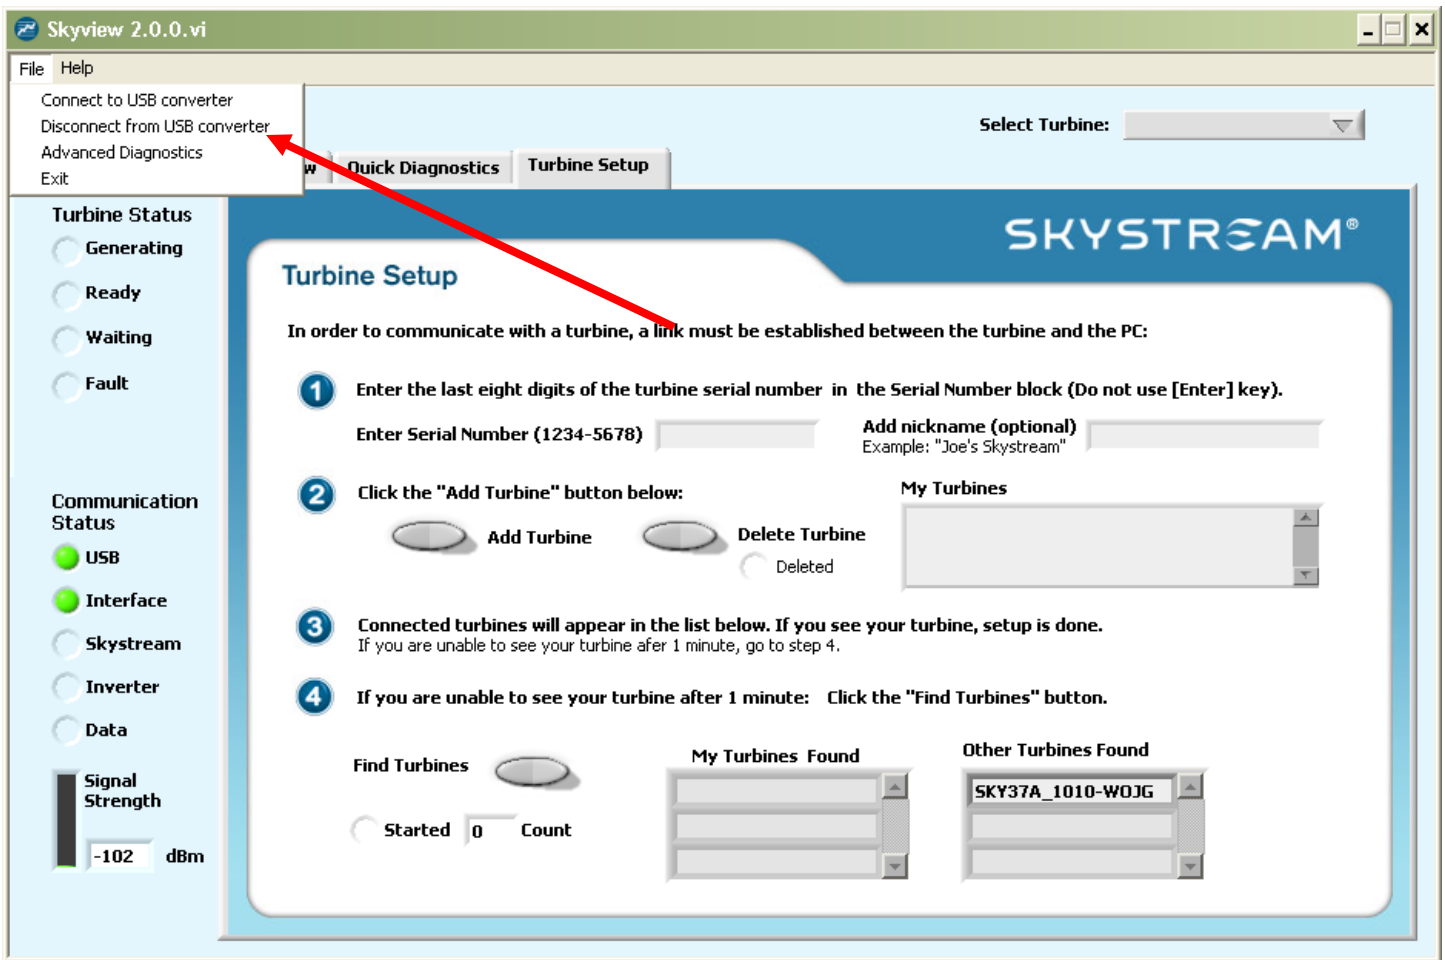 Skyview 2.0.0.vi
File Help
Connect to USB converter
Disconnect from USB converter
Advanced Diagnostics
Exit
Select Turbine:
w Quick Diagnostics Turbine Setup
SKYSTREAM®
Turbine Status
Generating
Ready
Waiting
Fault
Communication
Status
USB
Interface
Skystream
Inverter
Data
Signal
Strength
-102 dBm
Turbine Setup
In order to communicate with a turbine, a link must be established between the turbine and the PC:
1 Enter the last eight digits of the turbine serial number in the Serial Number block (Do not use [Enter] key).
Enter Serial Number (1234-5678)
Add nickname (optional)
Example: "Joe's Skystream"
2 Click the "Add Turbine" button below:
Add Turbine
Delete Turbine
Deleted
My Turbines
3 Connected turbines will appear in the list below. If you see your turbine, setup is done.
If you are unable to see your turbine afer 1 minute, go to step 4.
4 If you are unable to see your turbine after 1 minute: Click the "Find Turbines" button.
Find Turbines
Started 0 Count
My Turbines Found
Other Turbines Found
SKY37A_1010-WOJG